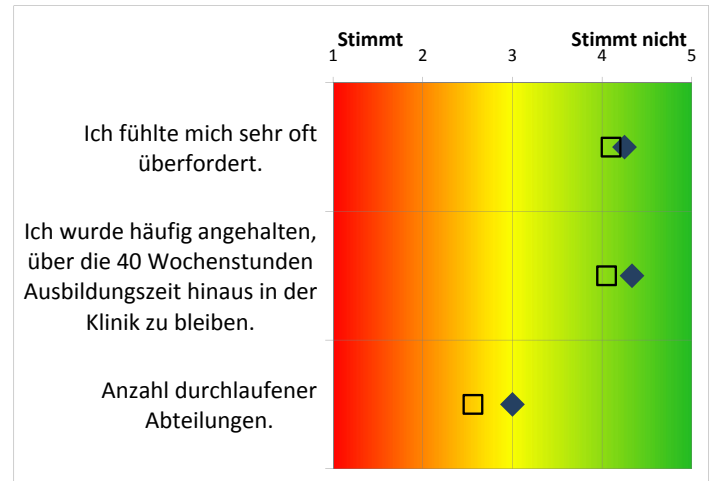 Stimmt Stimmt nicht
1 2 3 4 5
Ich fühlte mich sehr oft
überfordert.
Ich wurde häufig angehalten,
über die 40 Wochenstunden
Ausbildungszeit hinaus in der
Klinik zu bleiben.
Anzahl durchlaufener
Abteilungen.